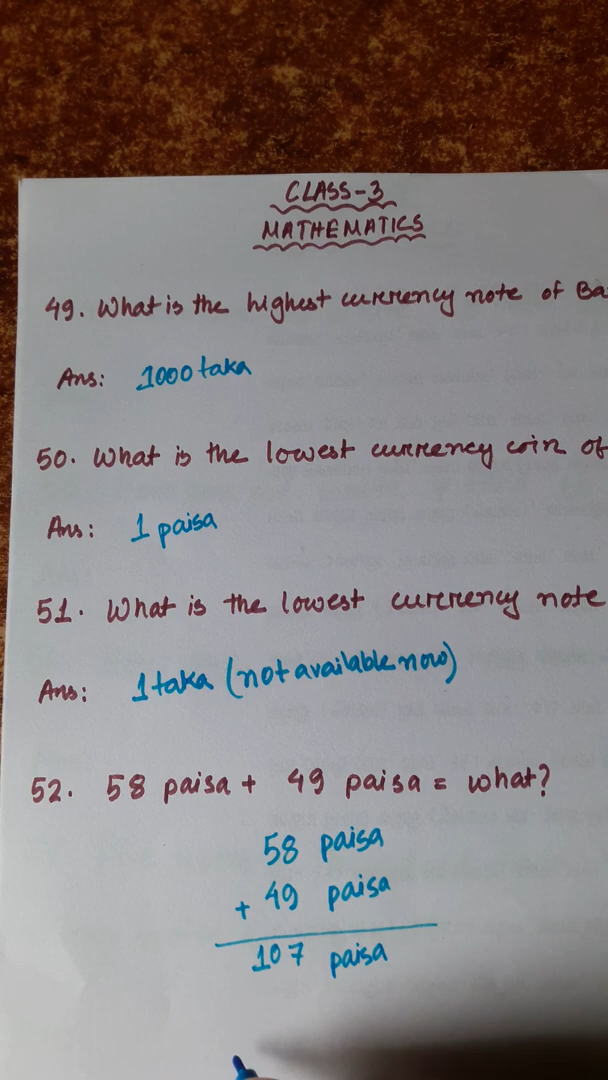 CLASS-3
MATHEMATICS
49. What is the highest currency note of Ba
Ans: 1000 taka
50. What is the lowest currency coin of
Ans: 1 paisa
51. What is the lowest currency note
Ans: 1 taka (not available now)
52. 58 paisa + 49 paisa = what?
58 paisa
+ 49 paisa
107 paisa